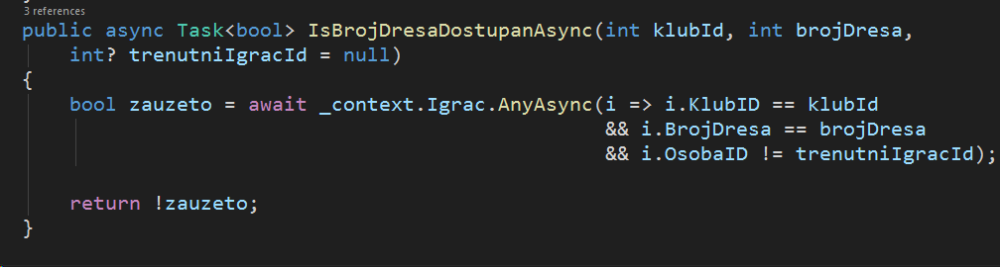 3 references
public async Task<bool> IsBrojDresaDostupanAsync(int klubId, int brojDresa,
    int? trenutniIgracId = null)
{
    bool zauzeto = await _context.Igrac.AnyAsync(i => i.KlubID == klubId
                                                 && i.BrojDresa == brojDresa
                                                 && i.OsobaID != trenutniIgracId);
    return !zauzeto;
}